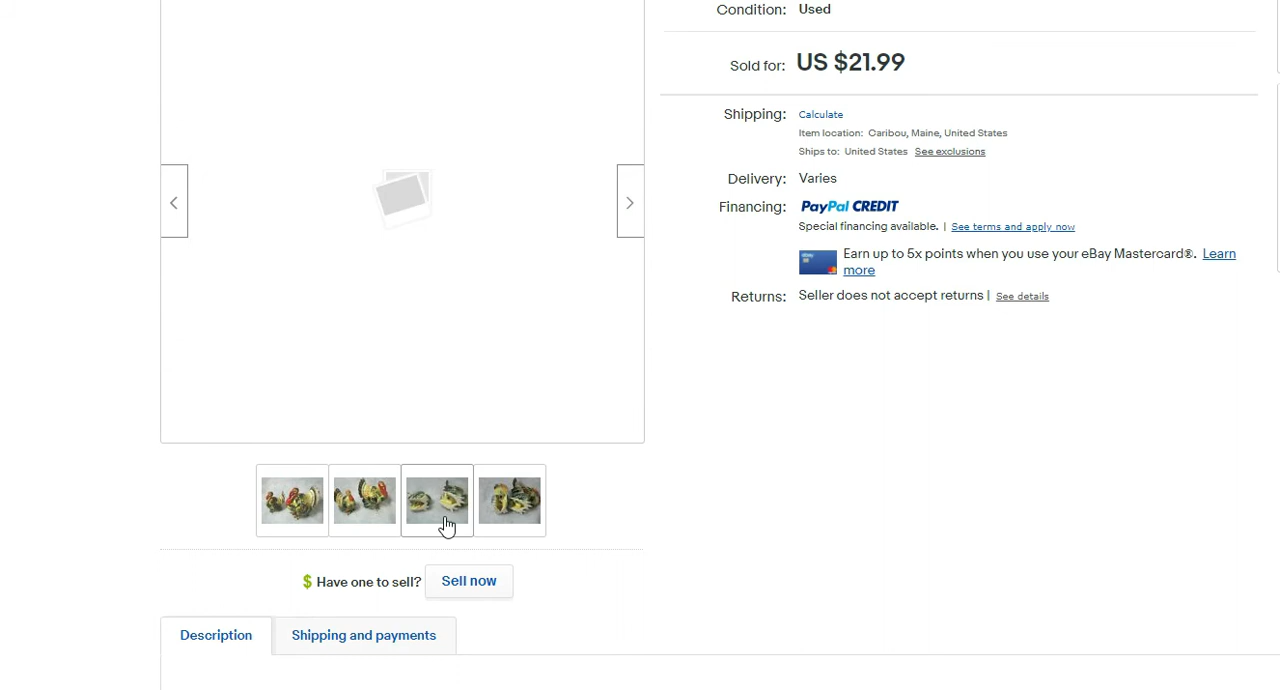 Condition: Used
Sold for: US $21.99
Shipping: Calculate
Item location: Caribou, Maine, United States
Ships to: United States See exclusions
Delivery: Varies
Financing: PayPal CREDIT
Special financing available. | See terms and apply now
Earn up to 5x points when you use your eBay Mastercard®. Learn
more
Returns: Seller does not accept returns | See details
$ Have one to sell? Sell now
Description Shipping and payments